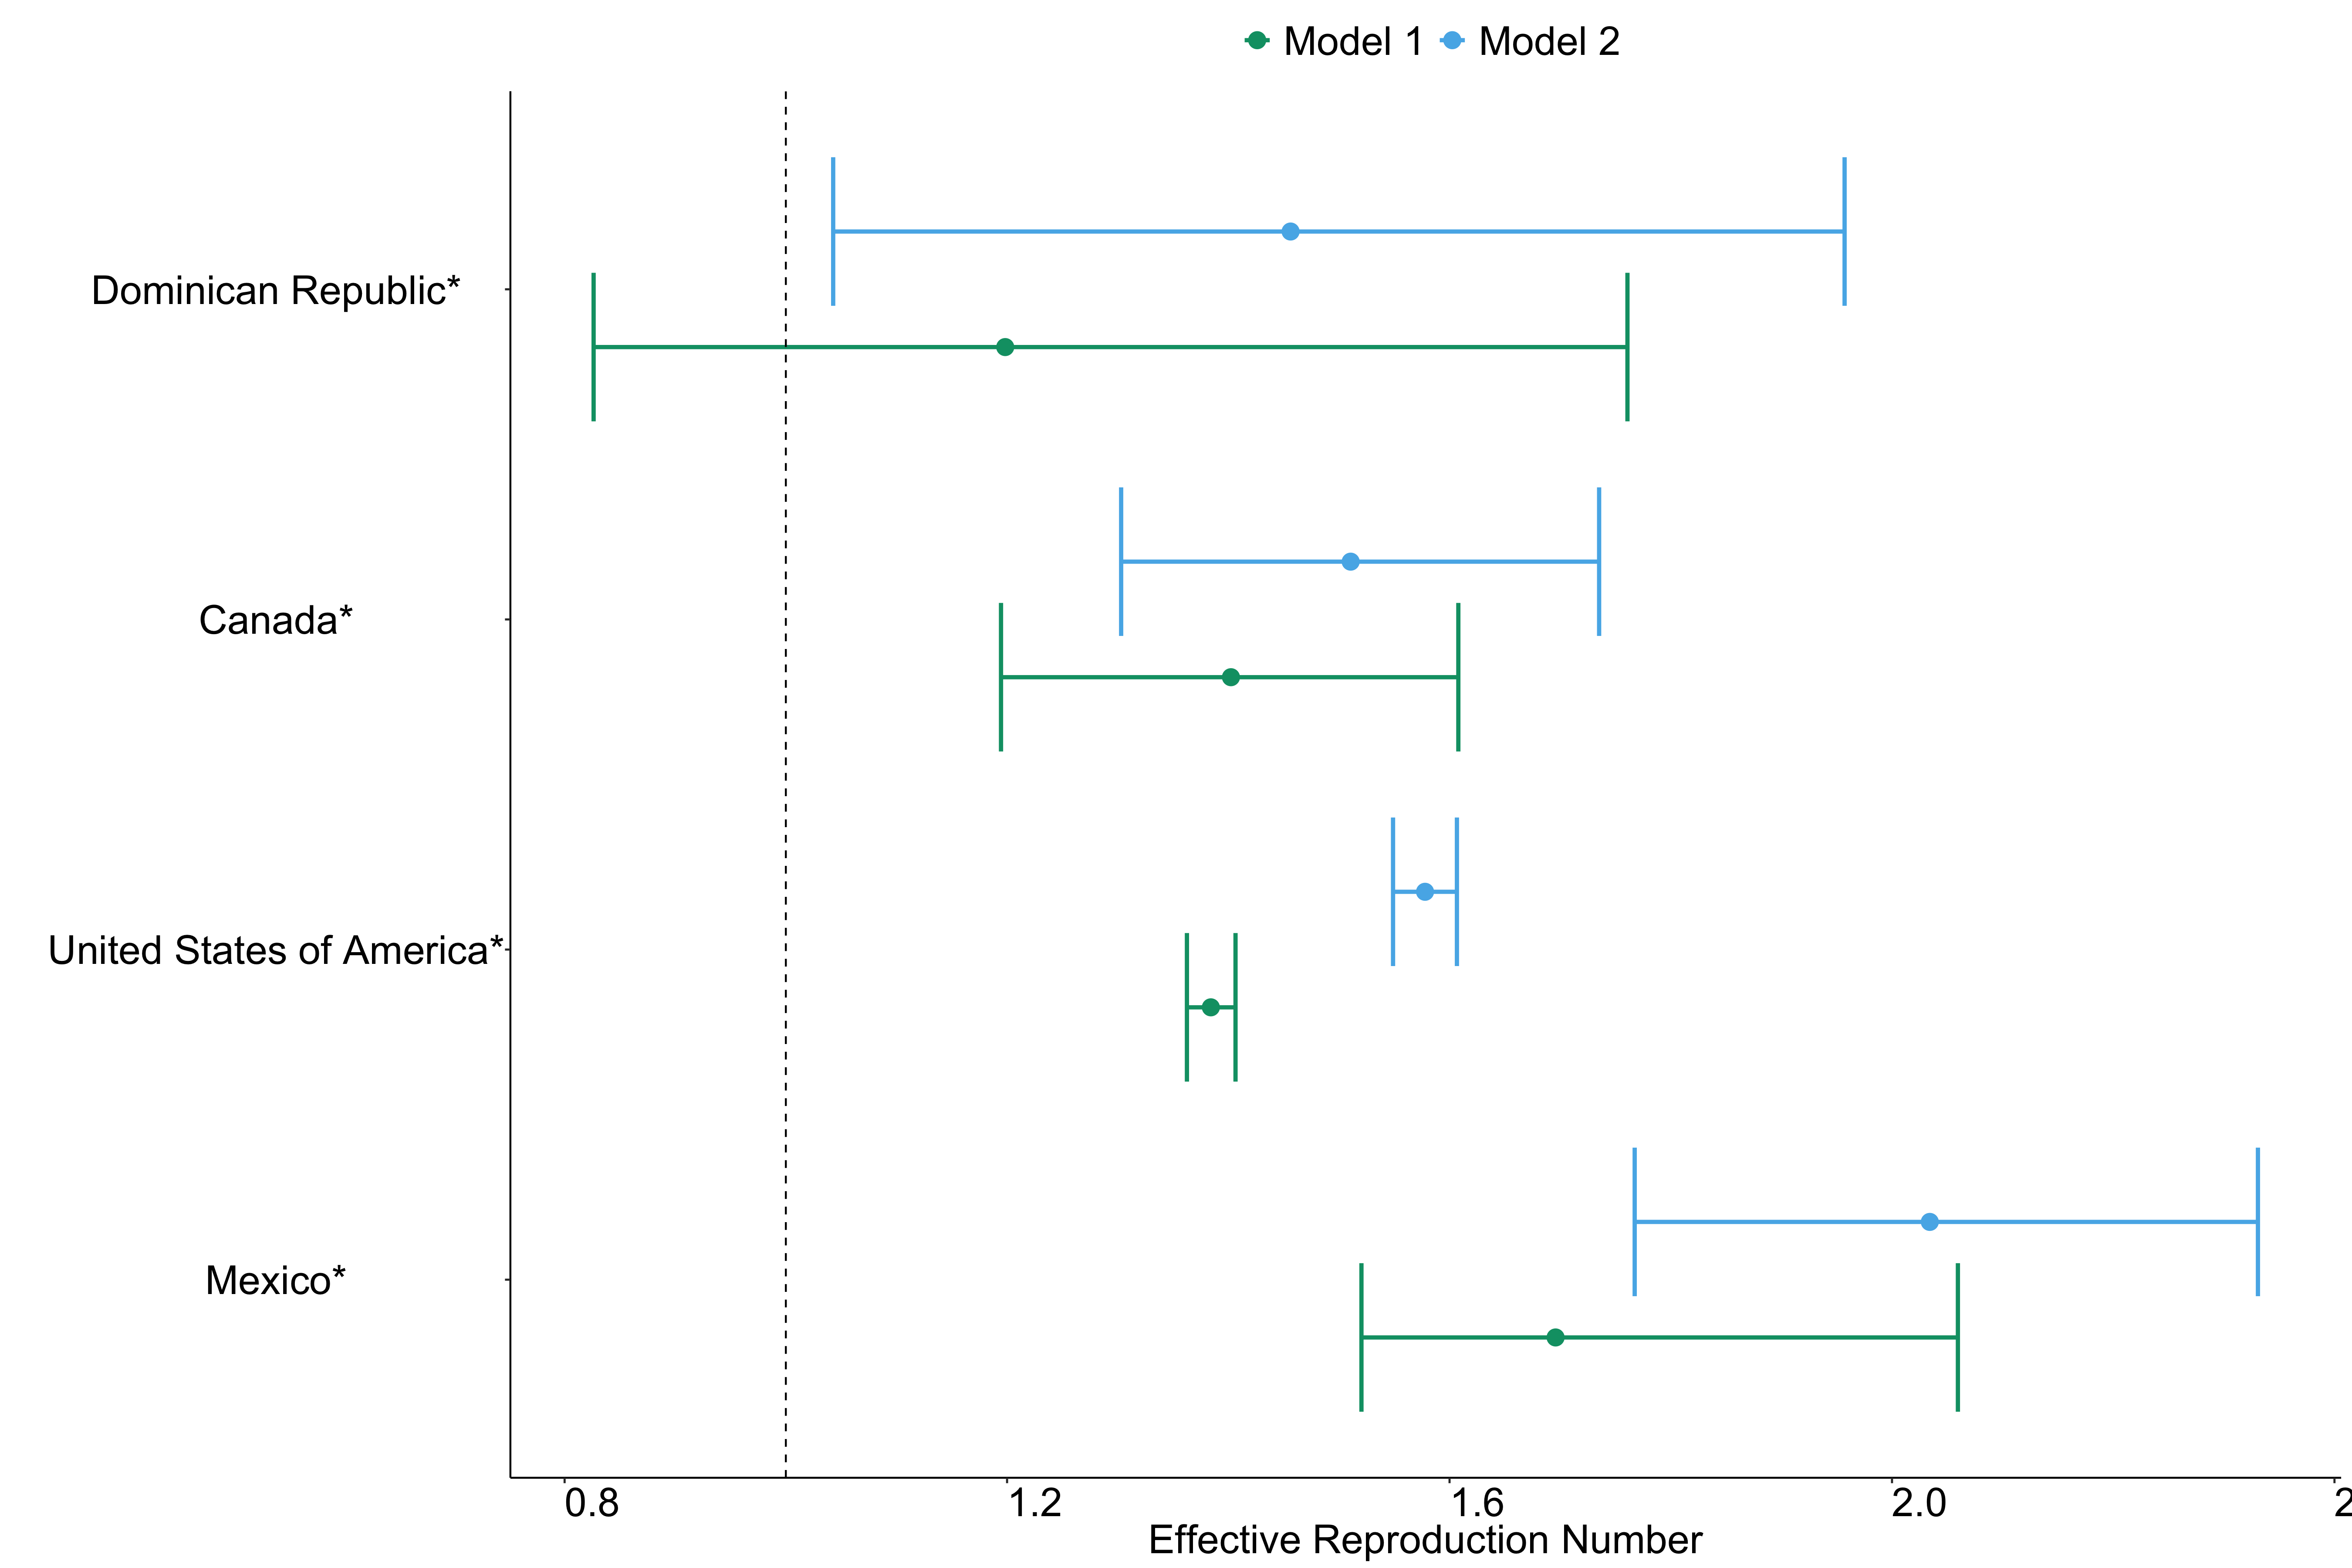 Model 1 Model 2
Dominican Republic*
Canada*
United States of America*
Mexico*
0.8 1.2 1.6 2.0
Effective Reproduction Number